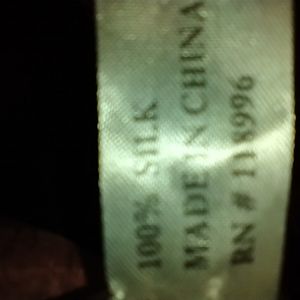 100% SILK
MADE IN CHINA
RN # 118996